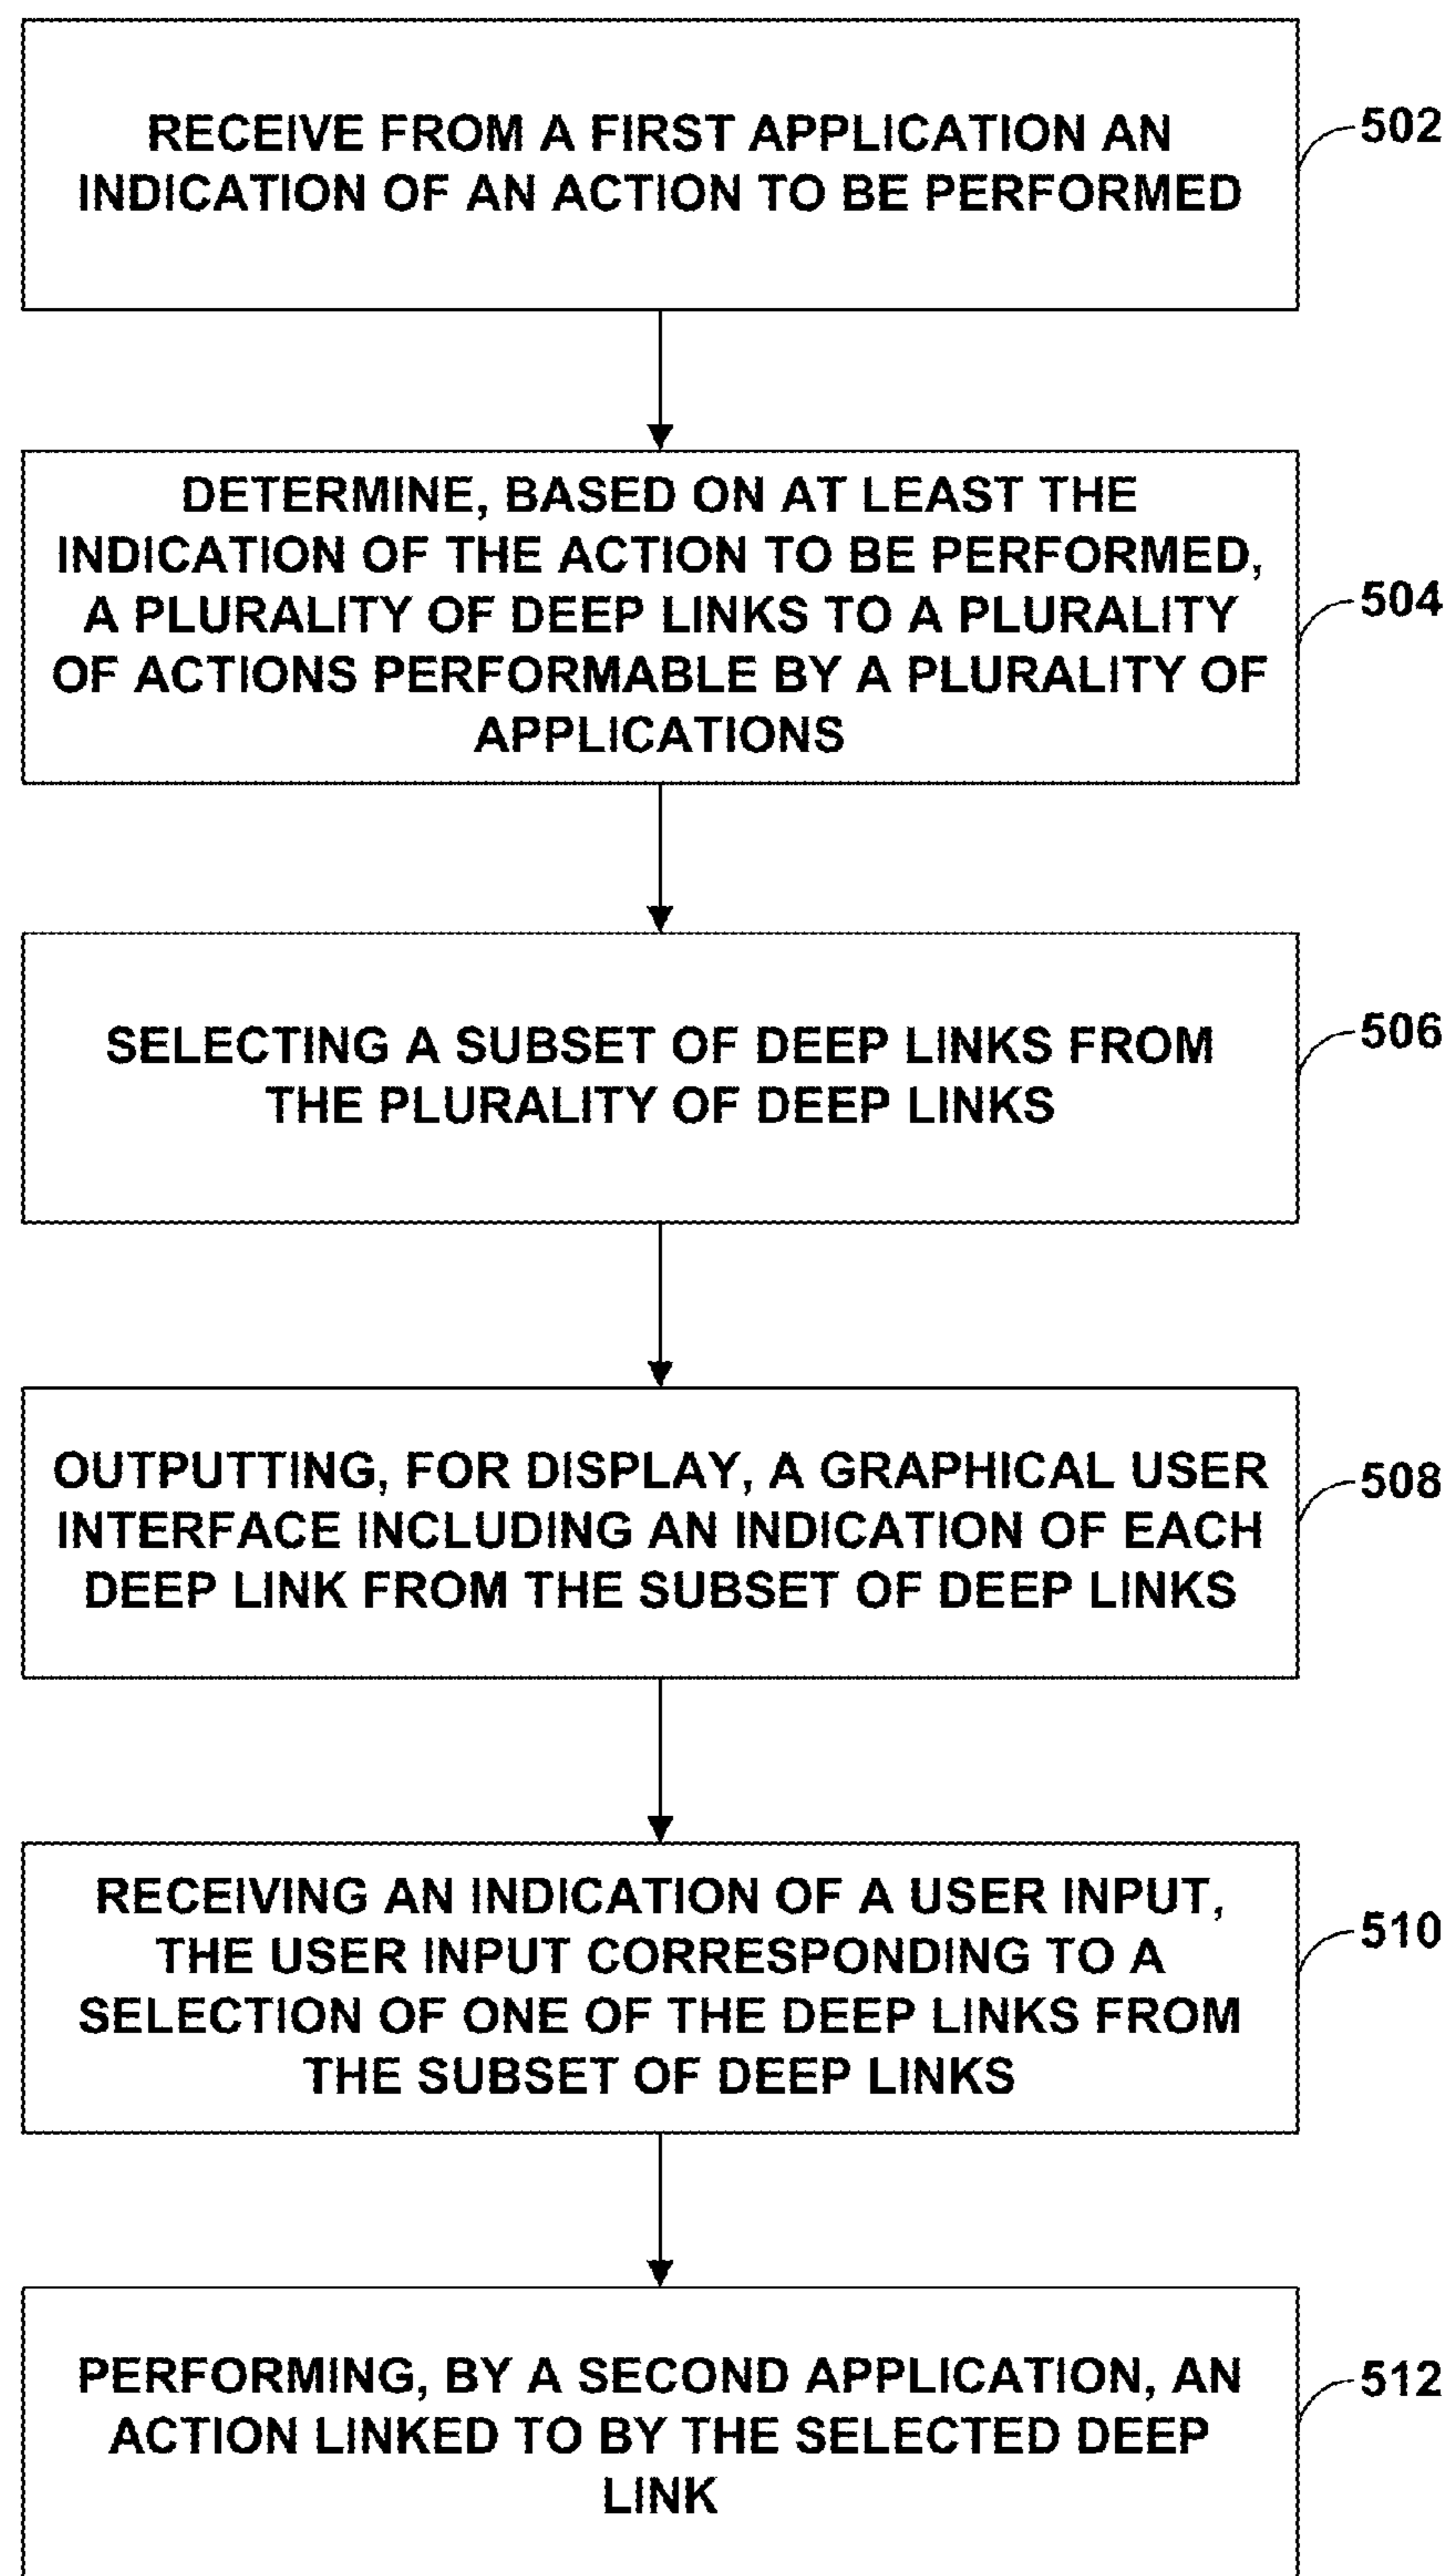 RECEIVE FROM A FIRST APPLICATION AN
INDICATION OF AN ACTION TO BE PERFORMED
502
DETERMINE, BASED ON AT LEAST THE
INDICATION OF THE ACTION TO BE PERFORMED,
A PLURALITY OF DEEP LINKS TO A PLURALITY
OF ACTIONS PERFORMABLE BY A PLURALITY OF
APPLICATIONS
504
SELECTING A SUBSET OF DEEP LINKS FROM
THE PLURALITY OF DEEP LINKS
506
OUTPUTTING, FOR DISPLAY, A GRAPHICAL USER
INTERFACE INCLUDING AN INDICATION OF EACH
DEEP LINK FROM THE SUBSET OF DEEP LINKS
508
RECEIVING AN INDICATION OF A USER INPUT,
THE USER INPUT CORRESPONDING TO A
SELECTION OF ONE OF THE DEEP LINKS FROM
THE SUBSET OF DEEP LINKS
510
PERFORMING, BY A SECOND APPLICATION, AN
ACTION LINKED TO BY THE SELECTED DEEP
LINK
512